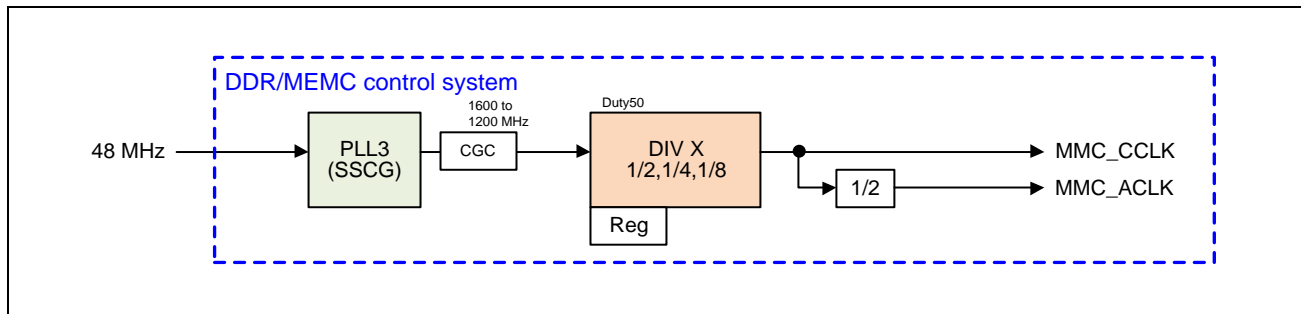 DDR/MEMC control system
1600 to
1200 MHz
Duty50
48 MHz
PLL3
(SSCG)
CGC
DIV X
1/2,1/4,1/8
Reg
MMC_CCLK
1/2
MMC_ACLK